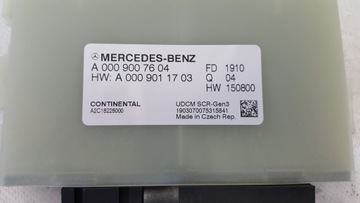 MERCEDES-BENZ
A 000 900 76 04
HW: A 000 901 17 03
FD 1910
Q 04
HW 150800
CONTINENTAL
A2C18225000
UDCM SCR-Gen3
1903070075315841
Made in Czech Rep.